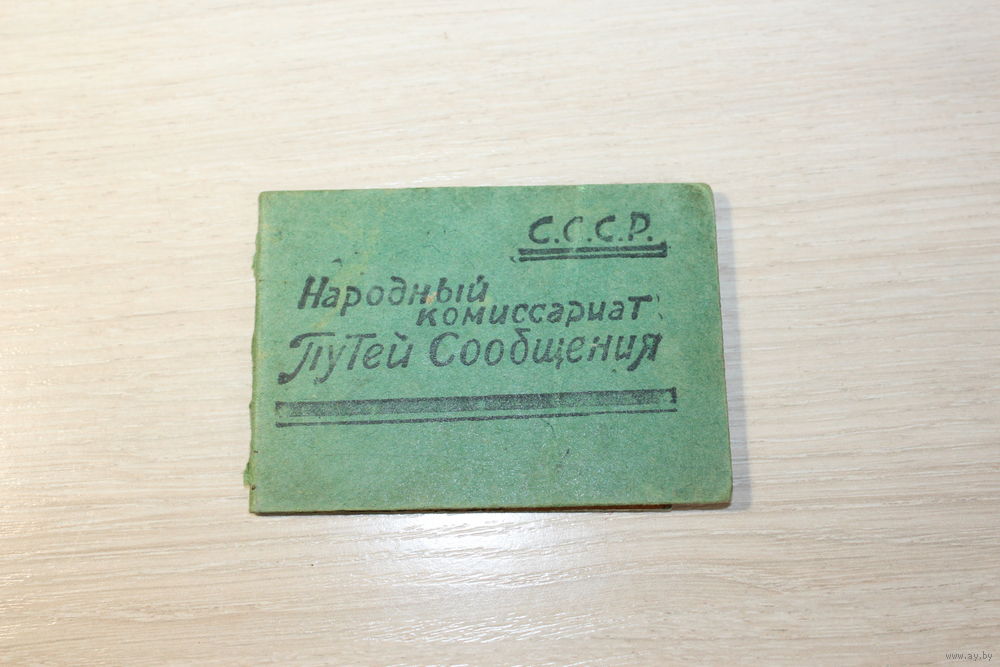 С.С.С.Р.
Народный
комиссариат
Путей Сообщения
www.ay.by